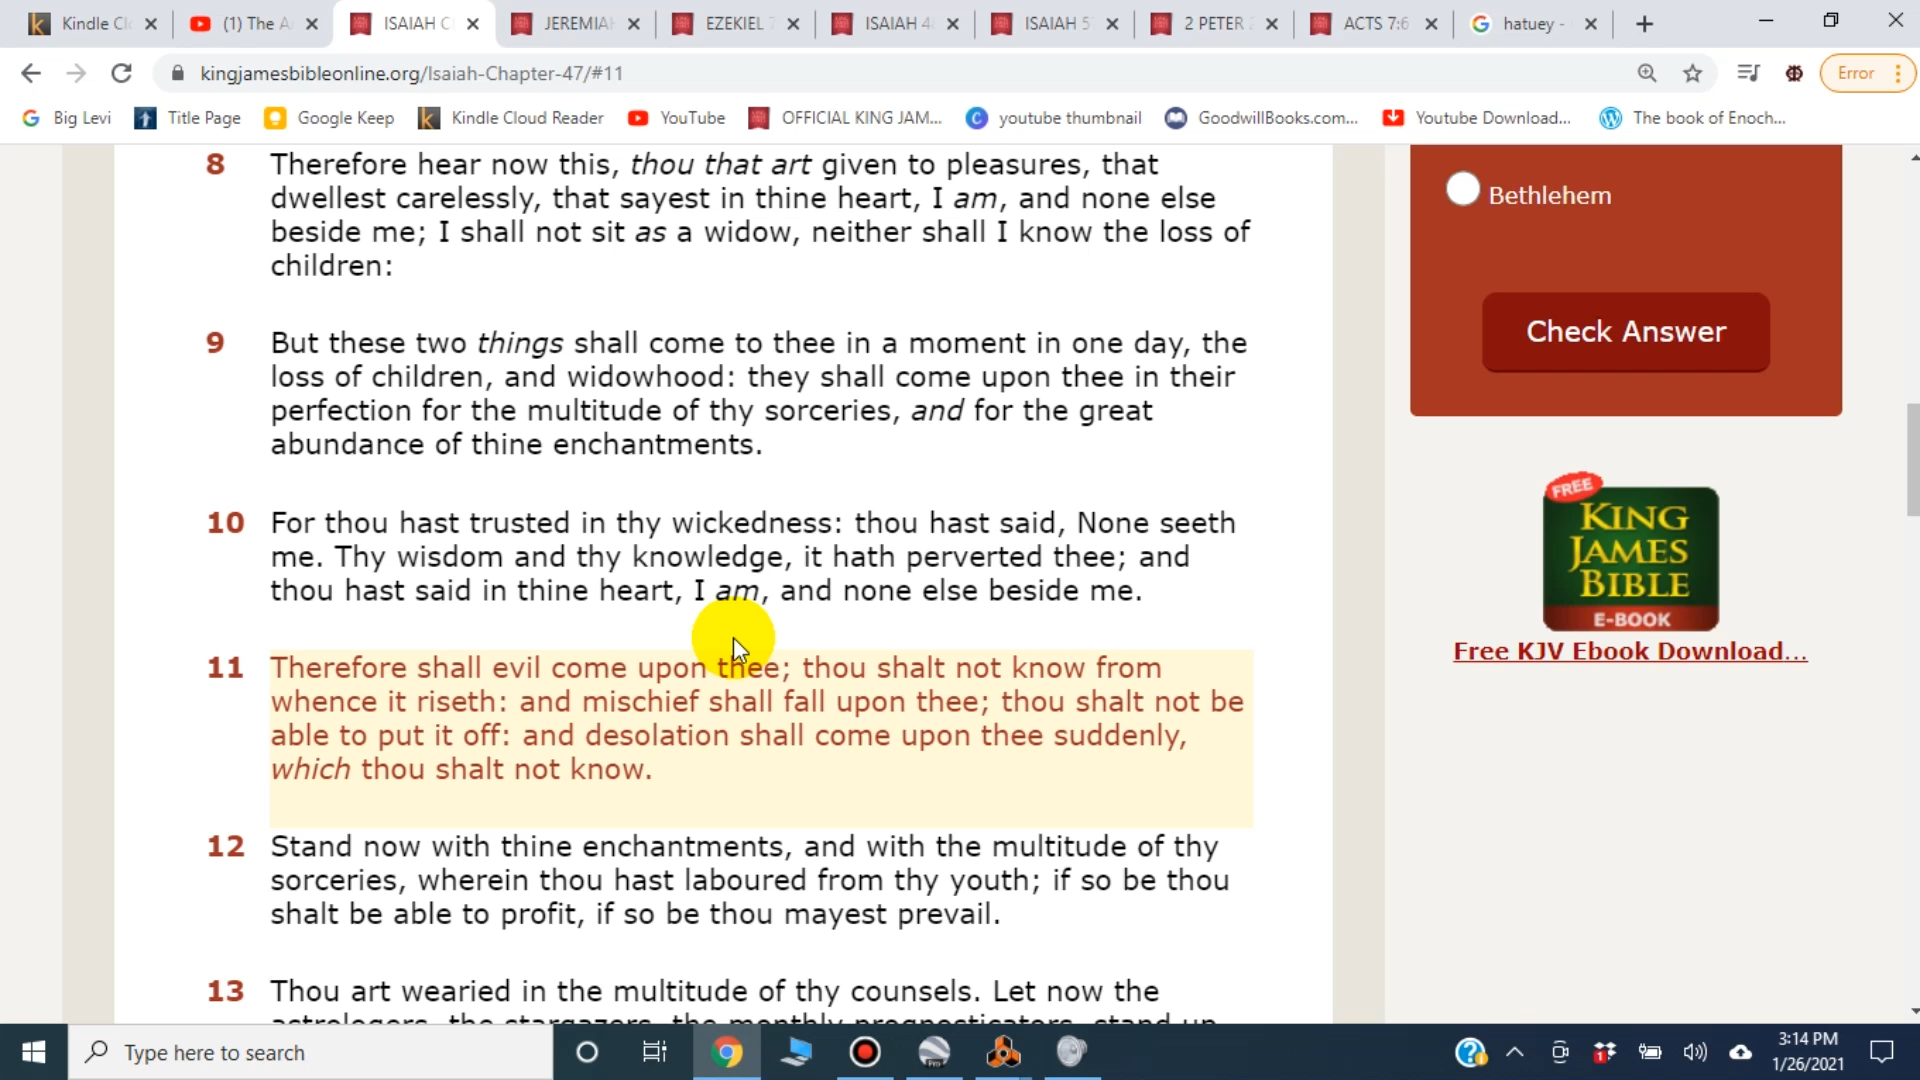 Kindle Cl
(1) The A
ISAIAH C
JEREMIAH
EZEKIEL 7
ISAIAH 4
ISAIAH 5
2 PETER 2
ACTS 7:6
hatuey -
kingjamesbibleonline.org/Isaiah-Chapter-47/#11
Error
Big Levi
Title Page
Google Keep
Kindle Cloud Reader
YouTube
OFFICIAL KING JAM...
youtube thumbnail
GoodwillBooks.com...
Youtube Download...
The book of Enoch...
8 Therefore hear now this, thou that art given to pleasures, that
dwellest carelessly, that sayest in thine heart, I am, and none else
beside me; I shall not sit as a widow, neither shall I know the loss of
children:
9 But these two things shall come to thee in a moment in one day, the
loss of children, and widowhood: they shall come upon thee in their
perfection for the multitude of thy sorceries, and for the great
abundance of thine enchantments.
10 For thou hast trusted in thy wickedness: thou hast said, None seeth
me. Thy wisdom and thy knowledge, it hath perverted thee; and
thou hast said in thine heart, I am, and none else beside me.
11 Therefore shall evil come upon thee; thou shalt not know from
whence it riseth: and mischief shall fall upon thee; thou shalt not be
able to put it off: and desolation shall come upon thee suddenly,
which thou shalt not know.
12 Stand now with thine enchantments, and with the multitude of thy
sorceries, wherein thou hast laboured from thy youth; if so be thou
shalt be able to profit, if so be thou mayest prevail.
13 Thou art wearied in the multitude of thy counsels. Let now the
astrologers, the stargazers, the monthly prognosticators, stand up,
Bethlehem
Check Answer
FREE
KING
JAMES
BIBLE
E-BOOK
Free KJV Ebook Download...
Type here to search
3:14 PM
1/26/2021